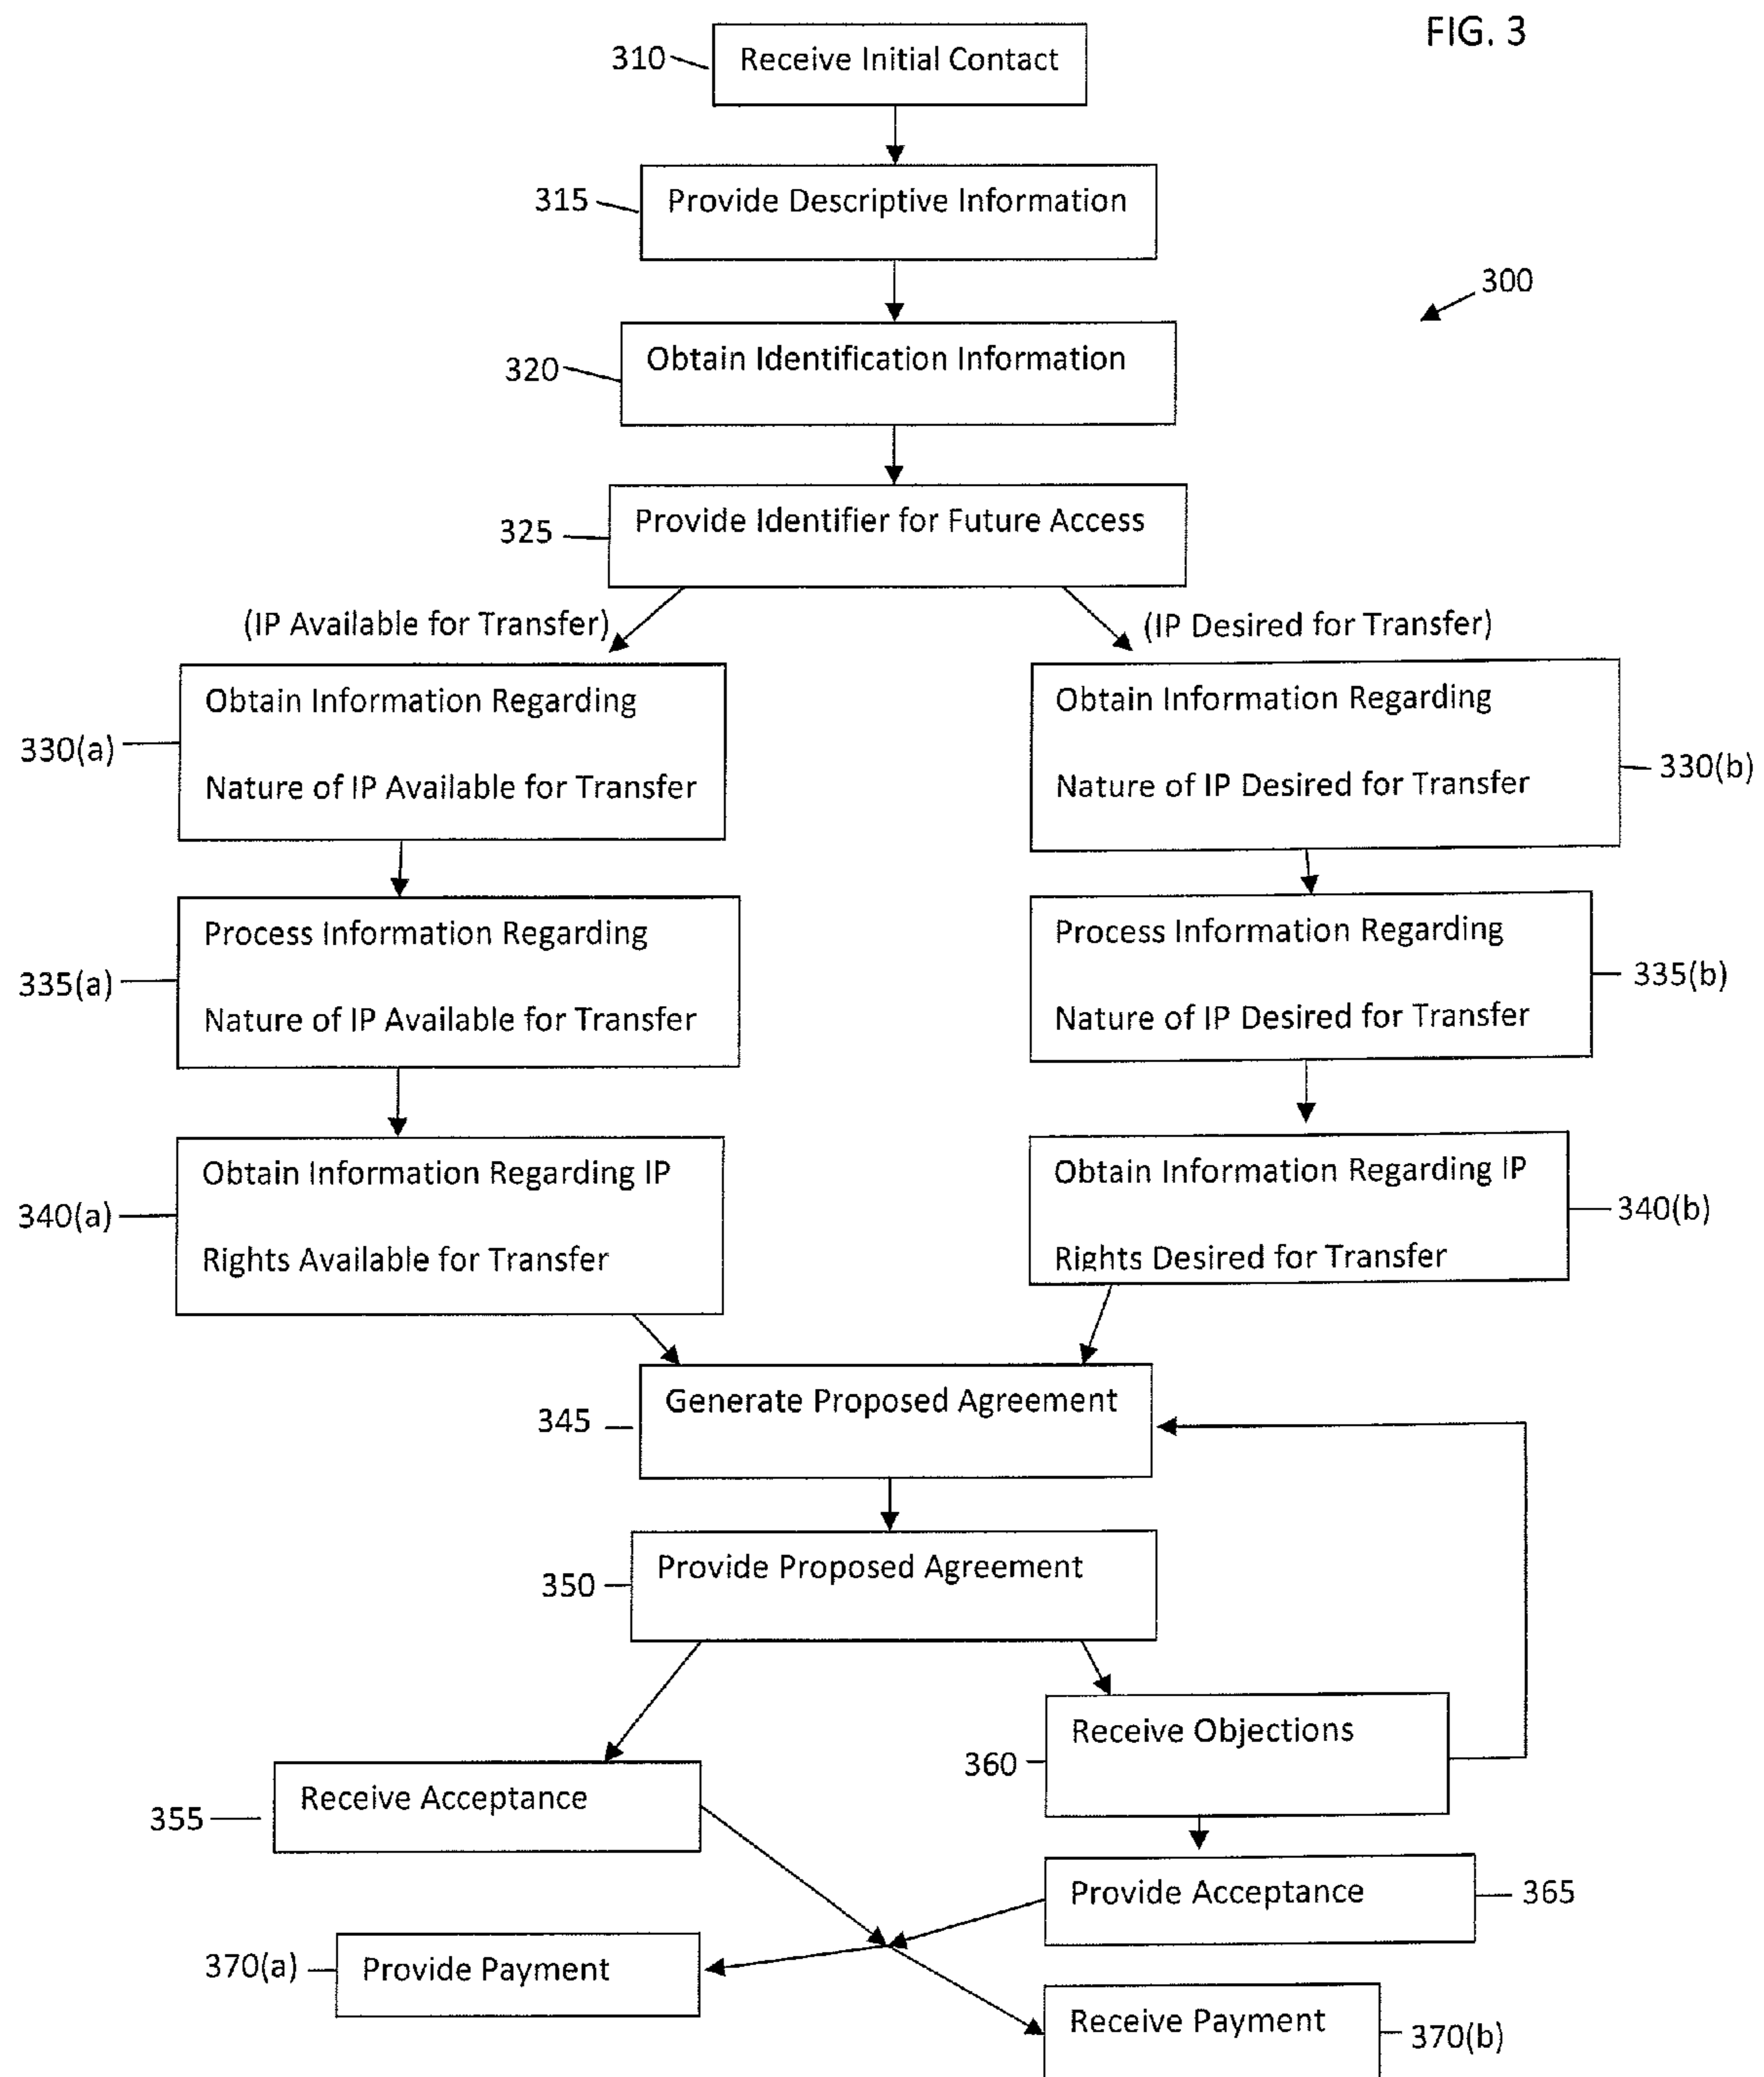 FIG. 3
310
Receive Initial Contact
315
Provide Descriptive Information
300
320
Obtain Identification Information
325
Provide Identifier for Future Access
(IP Available for Transfer)
(IP Desired for Transfer)
330(a)
Obtain Information Regarding
Nature of IP Available for Transfer
Obtain Information Regarding
Nature of IP Desired for Transfer
330(b)
335(a)
Process Information Regarding
Nature of IP Available for Transfer
Process Information Regarding
Nature of IP Desired for Transfer
335(b)
340(a)
Obtain Information Regarding IP
Rights Available for Transfer
Obtain Information Regarding IP
Rights Desired for Transfer
340(b)
345
Generate Proposed Agreement
350
Provide Proposed Agreement
360
Receive Objections
355
Receive Acceptance
Provide Acceptance
365
370(a)
Provide Payment
Receive Payment
370(b)